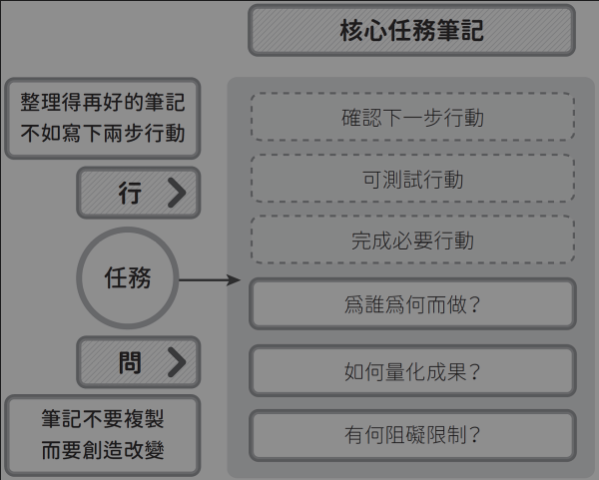 核心任務筆記
整理得再好的筆記
不如寫下兩步行動
行
任務
問
筆記不要複製
而要創造改變
確認下一步行動
可測試行動
完成必要行動
爲誰爲何而做？
如何量化成果？
有何阻礙限制？